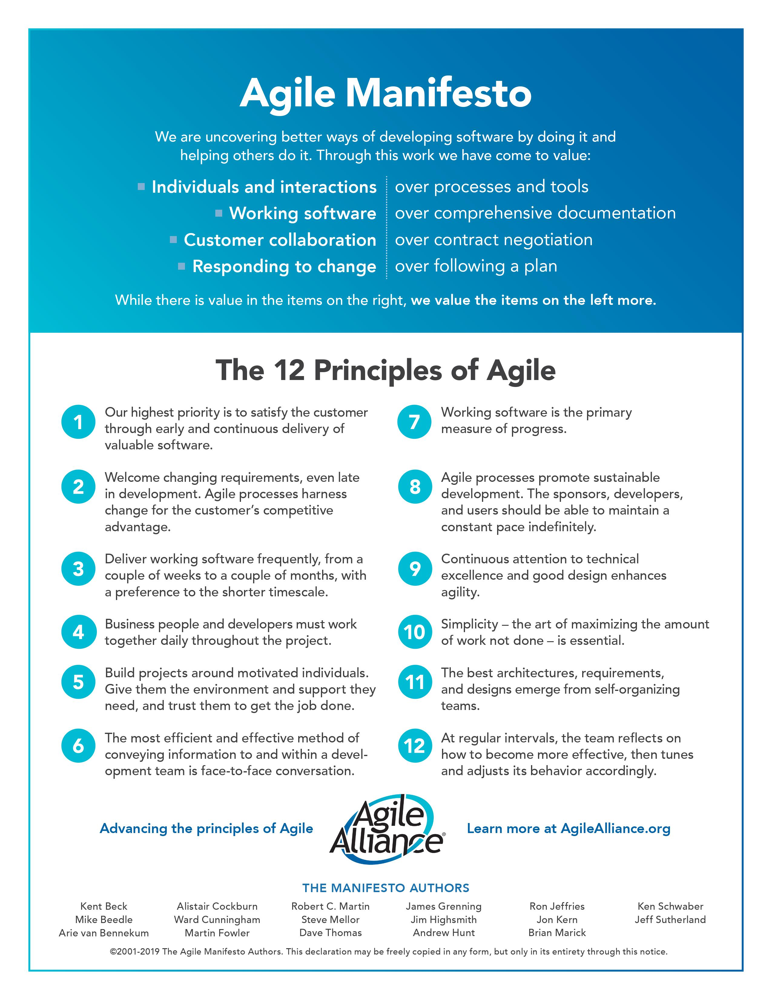 Agile Manifesto
We are uncovering better ways of developing software by doing it and
helping others do it. Through this work we have come to value:
Individuals and interactions over processes and tools
Working software over comprehensive documentation
Customer collaboration over contract negotiation
Responding to change over following a plan
While there is value in the items on the right, we value the items on the left more.
The 12 Principles of Agile
1
Our highest priority is to satisfy the customer
through early and continuous delivery of
valuable software.
2
Welcome changing requirements, even late
in development. Agile processes harness
change for the customer’s competitive
advantage.
3
Deliver working software frequently, from a
couple of weeks to a couple of months, with
a preference to the shorter timescale.
4
Business people and developers must work
together daily throughout the project.
5
Build projects around motivated individuals.
Give them the environment and support they
need, and trust them to get the job done.
6
The most efficient and effective method of
conveying information to and within a devel-
opment team is face-to-face conversation.
7
Working software is the primary
measure of progress.
8
Agile processes promote sustainable
development. The sponsors, developers,
and users should be able to maintain a
constant pace indefinitely.
9
Continuous attention to technical
excellence and good design enhances
agility.
10
Simplicity – the art of maximizing the amount
of work not done – is essential.
11
The best architectures, requirements,
and designs emerge from self-organizing
teams.
12
At regular intervals, the team reflects on
how to become more effective, then tunes
and adjusts its behavior accordingly.
Advancing the principles of Agile
Agile
Alliance®
Learn more at AgileAlliance.org
THE MANIFESTO AUTHORS
Kent Beck
Mike Beedle
Arie van Bennekum
Alistair Cockburn
Ward Cunningham
Martin Fowler
Robert C. Martin
Steve Mellor
Dave Thomas
James Grenning
Jim Highsmith
Andrew Hunt
Ron Jeffries
Jon Kern
Brian Marick
Ken Schwaber
Jeff Sutherland
©2001-2019 The Agile Manifesto Authors. This declaration may be freely copied in any form, but only in its entirety through this notice.